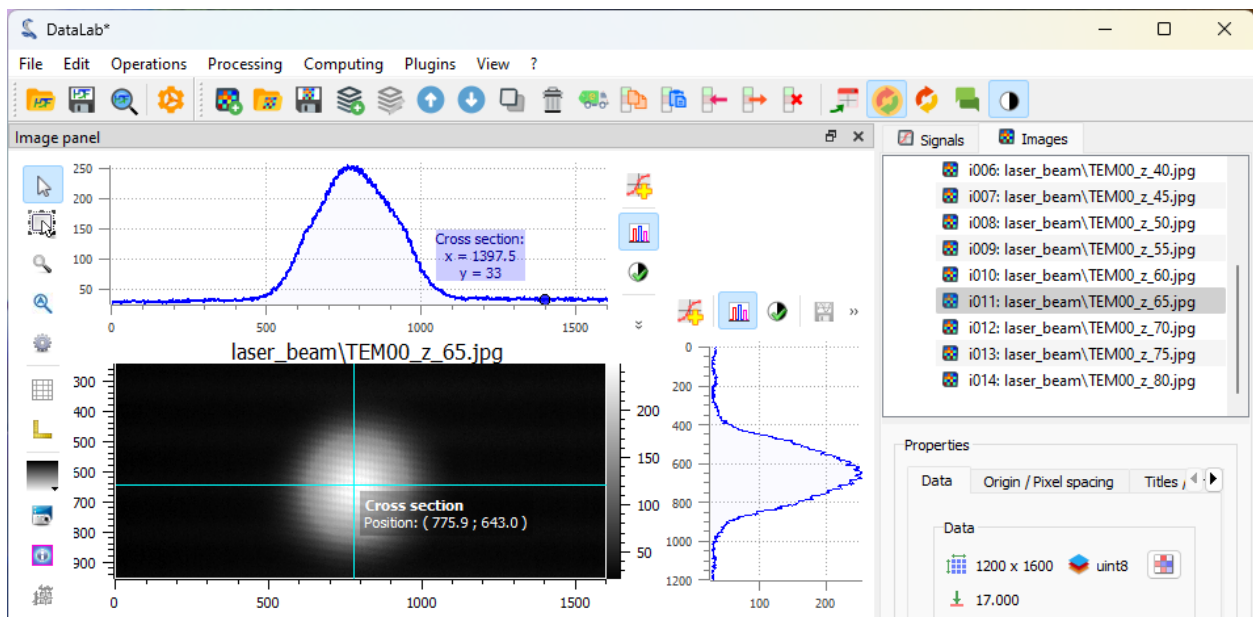 DataLab*
File Edit Operations Processing Computing Plugins View ?
Image panel
Signals Images
250
200
150
100
50
0 500 1000 1500
Cross section:
x = 1397.5
y = 33
i006: laser_beam\TEM00_z_40.jpg
i007: laser_beam\TEM00_z_45.jpg
i008: laser_beam\TEM00_z_50.jpg
i009: laser_beam\TEM00_z_55.jpg
i010: laser_beam\TEM00_z_60.jpg
i011: laser_beam\TEM00_z_65.jpg
i012: laser_beam\TEM00_z_70.jpg
i013: laser_beam\TEM00_z_75.jpg
i014: laser_beam\TEM00_z_80.jpg
»
laser_beam\TEM00_z_65.jpg
300
400
500
600
700
800
900
0 500 1000 1500
Cross section
Position: ( 775.9 ; 643.0 )
200
150
100
50
0
200
400
600
800
1000
1200
100 200
Properties
Data Origin / Pixel spacing Titles /
Data
1200 x 1600 uint8
17.000